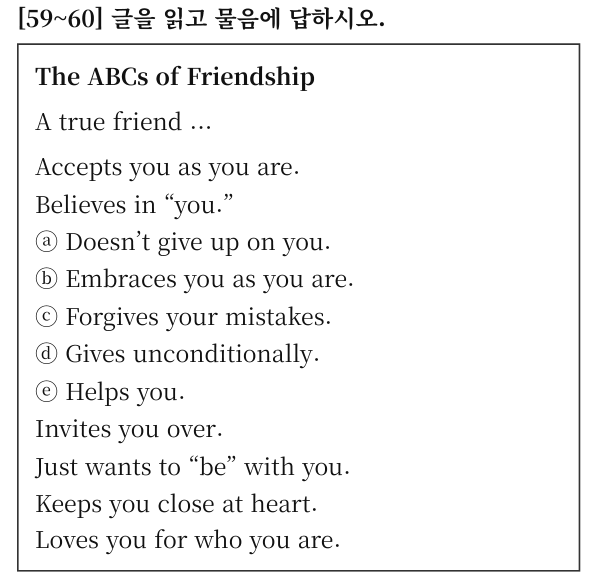 [59~60] 글을 읽고 물음에 답하시오.
The ABCs of Friendship
A true friend ...
Accepts you as you are.
Believes in “you.”
ⓐ Doesn’t give up on you.
ⓑ Embraces you as you are.
ⓒ Forgives your mistakes.
ⓓ Gives unconditionally.
ⓔ Helps you.
Invites you over.
Just wants to “be” with you.
Keeps you close at heart.
Loves you for who you are.